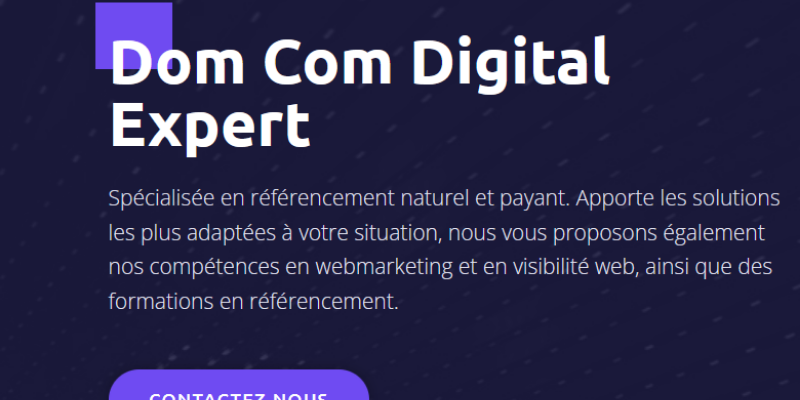 Dom Com Digital
Expert
Spécialisée en référencement naturel et payant. Apporte les solutions
les plus adaptées à votre situation, nous vous proposons également
nos compétences en webmarketing et en visibilité web, ainsi que des
formations en référencement.
CONTACTEZ NOUS